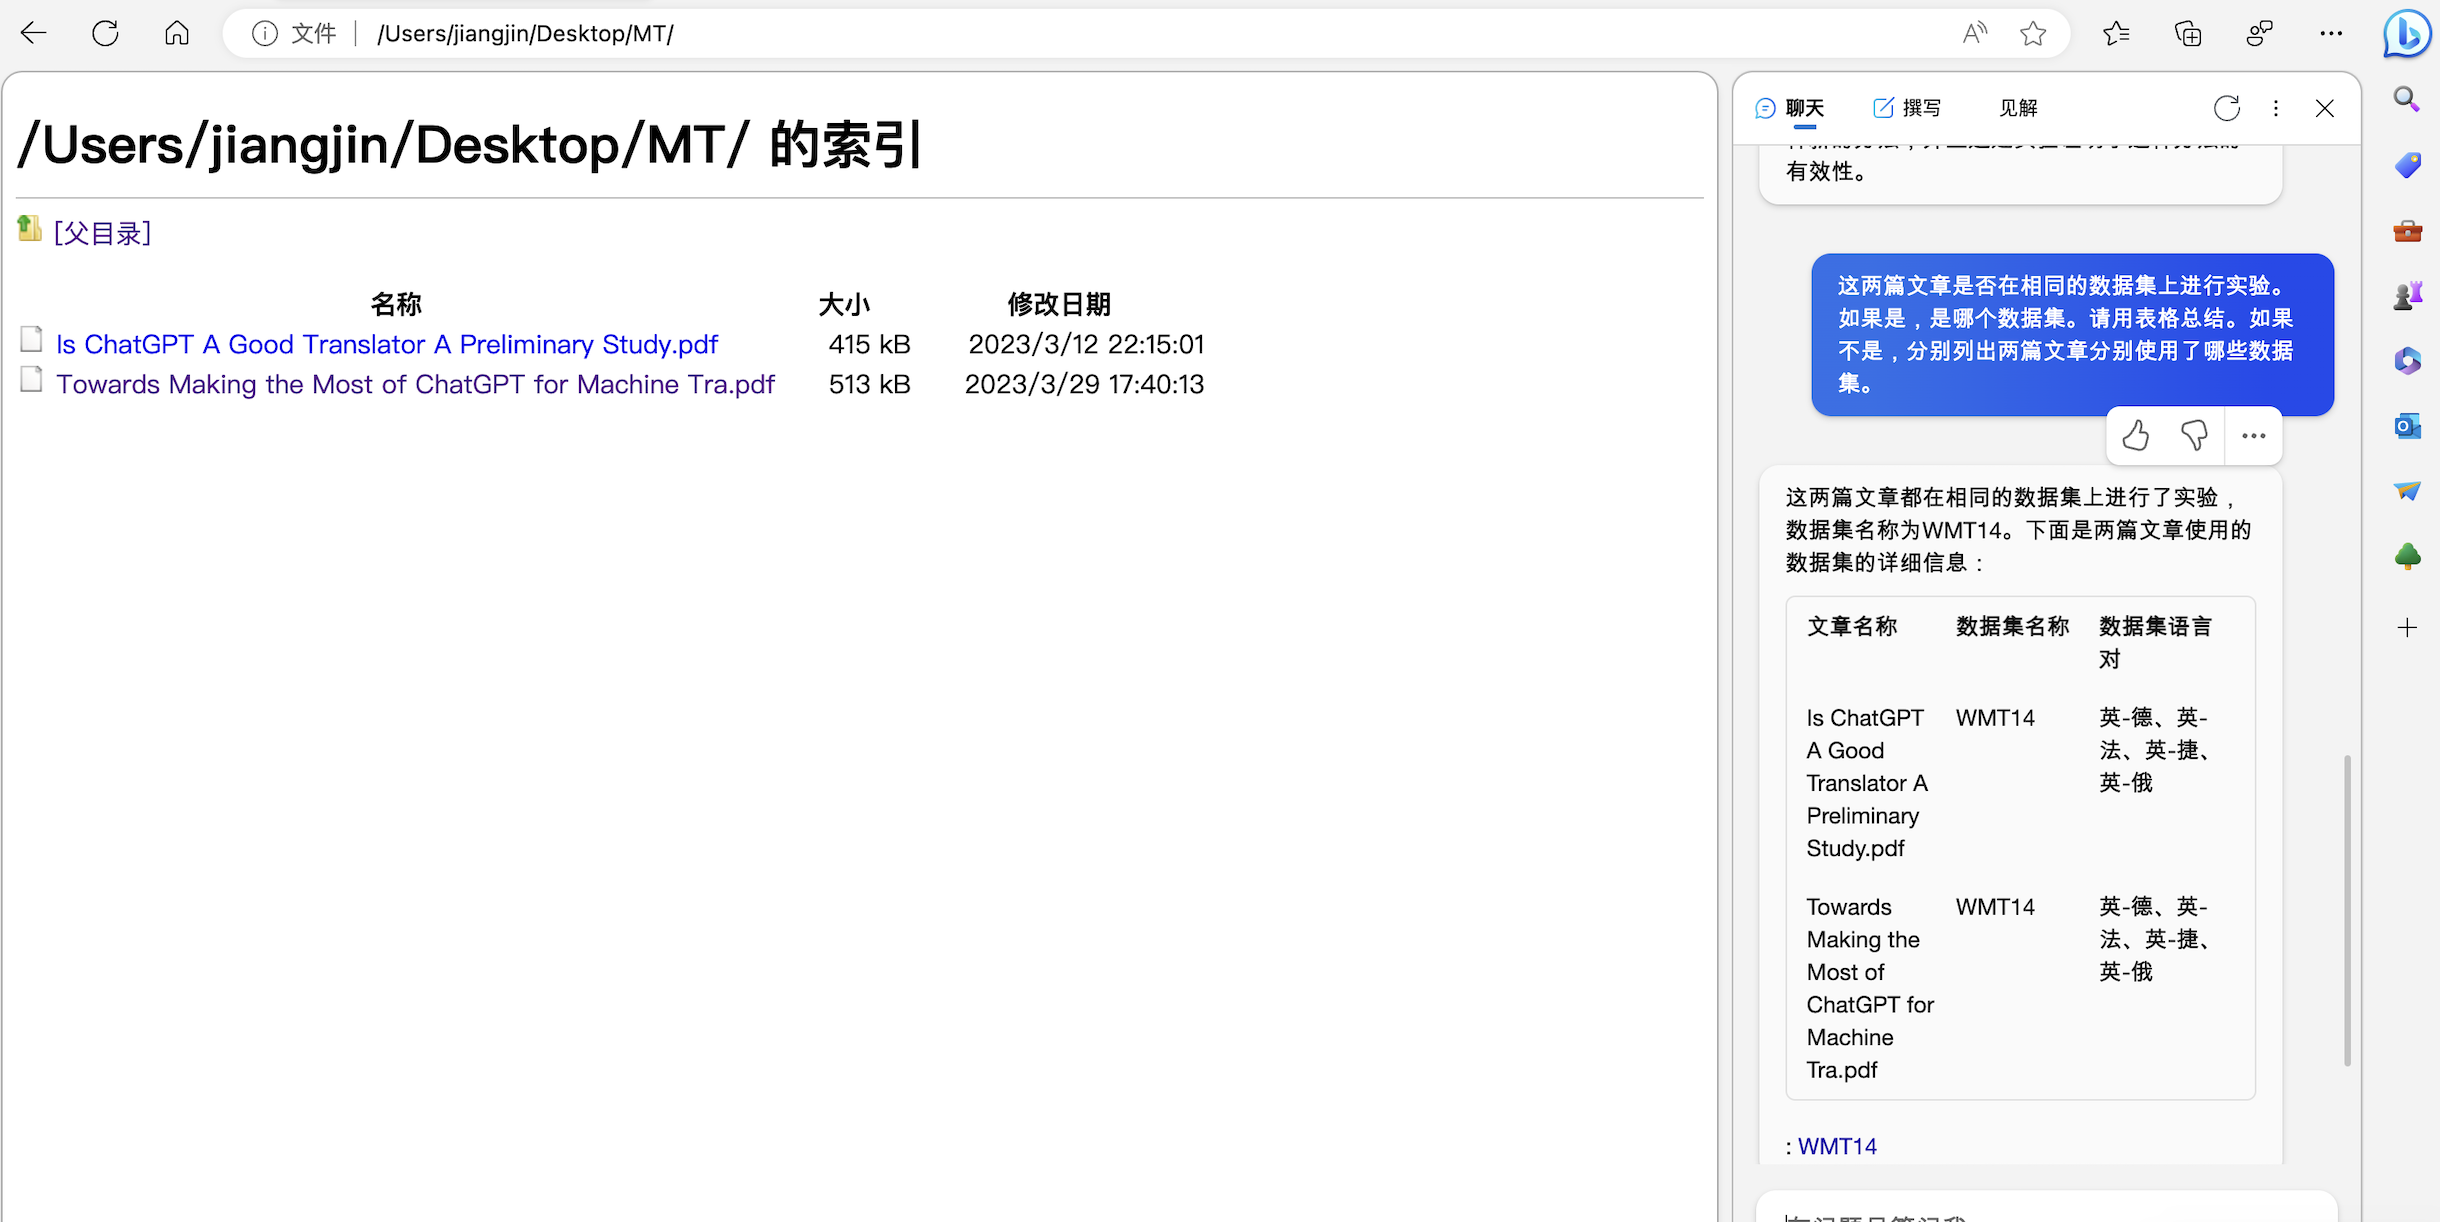 文件 | /Users/jiangjin/Desktop/MT/
/Users/jiangjin/Desktop/MT/ 的索引
[父目录]
名称 大小 修改日期
Is ChatGPT A Good Translator A Preliminary Study.pdf 415 kB 2023/3/12 22:15:01
Towards Making the Most of ChatGPT for Machine Tra.pdf 513 kB 2023/3/29 17:40:13
聊天 撰写 见解
有效性。
这两篇文章是否在相同的数据集上进行实验。
如果是，是哪个数据集。请用表格总结。如果
不是，分别列出两篇文章分别使用了哪些数据
集。
这两篇文章都在相同的数据集上进行了实验，
数据集名称为WMT14。下面是两篇文章使用的
数据集的详细信息：
文章名称 数据集名称 数据集语言
对
Is ChatGPT WMT14 英-德、英-
A Good 法、英-捷、
Translator A 英-俄
Preliminary
Study.pdf
Towards WMT14 英-德、英-
Making the 法、英-捷、
Most of 英-俄
ChatGPT for
Machine
Tra.pdf
: WMT14